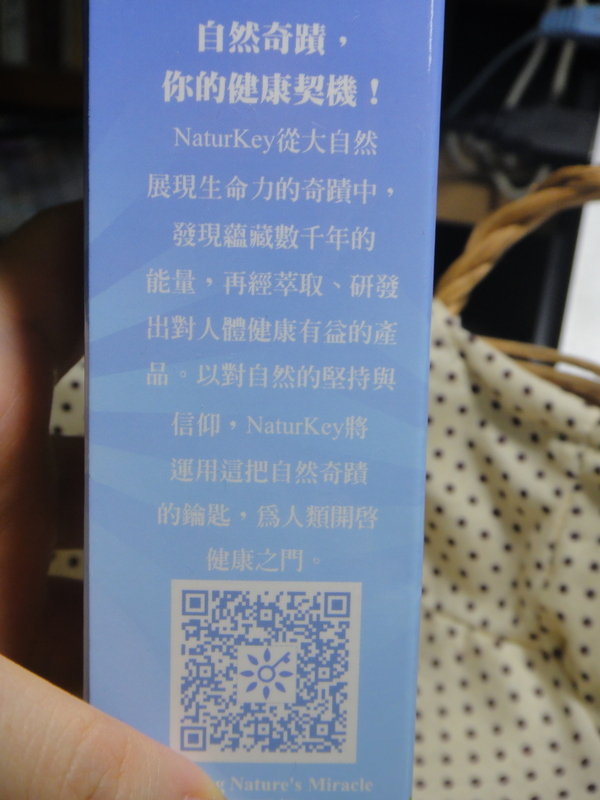 自然奇蹟，
你的健康契機！
NaturKey從大自然
展現生命力的奇蹟中，
發現蘊藏數千年的
能量，再經萃取、研發
出對人體健康有益的產
品。以對自然的堅持與
信仰，NaturKey將
運用這把自然奇蹟
的鑰匙，爲人類開啓
健康之門。
Nature's Miracle